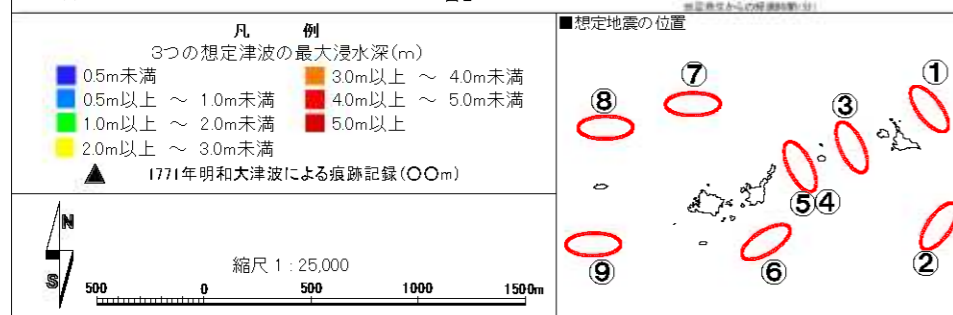 凡 例
3つの想定津波の最大浸水深(m)
0.5m未満
0.5m以上 ～ 1.0m未満
1.0m以上 ～ 2.0m未満
2.0m以上 ～ 3.0m未満
3.0m以上 ～ 4.0m未満
4.0m以上 ～ 5.0m未満
5.0m以上
1771年明和大津波による痕跡記録(〇〇m)
N
S
縮尺 1 : 25,000
500 0 500 1000 1500m
■想定地震の位置
①
⑦
⑧
③
⑤④
②
⑨
⑥